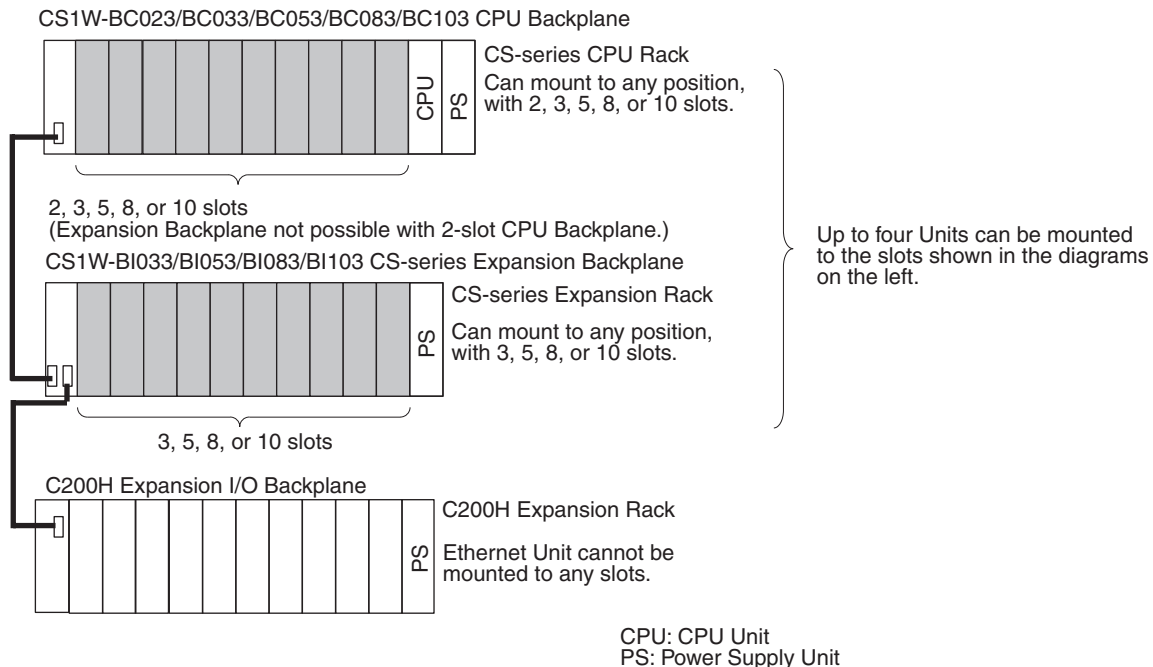 CS1W-BC023/BC033/BC053/BC083/BC103 CPU Backplane
CS-series CPU Rack
Can mount to any position,
with 2, 3, 5, 8, or 10 slots.
CPU
PS
2, 3, 5, 8, or 10 slots
(Expansion Backplane not possible with 2-slot CPU Backplane.)
CS1W-BI033/BI053/BI083/BI103 CS-series Expansion Backplane
CS-series Expansion Rack
Can mount to any position,
with 3, 5, 8, or 10 slots.
PS
3, 5, 8, or 10 slots
Up to four Units can be mounted
to the slots shown in the diagrams
on the left.
C200H Expansion I/O Backplane
C200H Expansion Rack
Ethernet Unit cannot be
mounted to any slots.
PS
CPU: CPU Unit
PS: Power Supply Unit